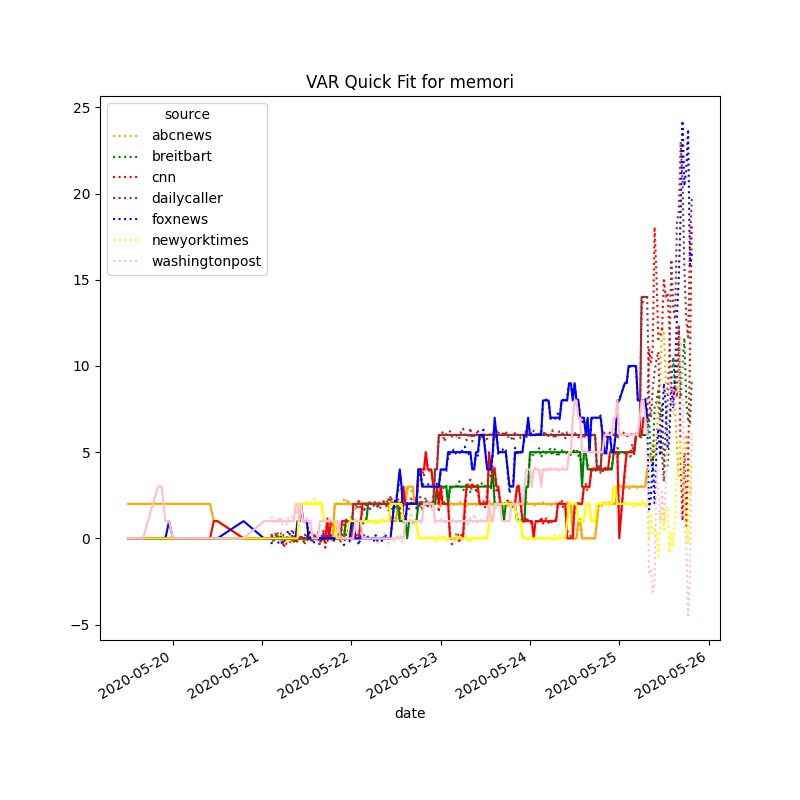 VAR Quick Fit for memori
source
abcnews
breitbart
cnn
dailycaller
foxnews
newyorktimes
washingtonpost
25
20
15
10
5
0
−5
2020-05-20
2020-05-21
2020-05-22
2020-05-23
2020-05-24
2020-05-25
2020-05-26
date